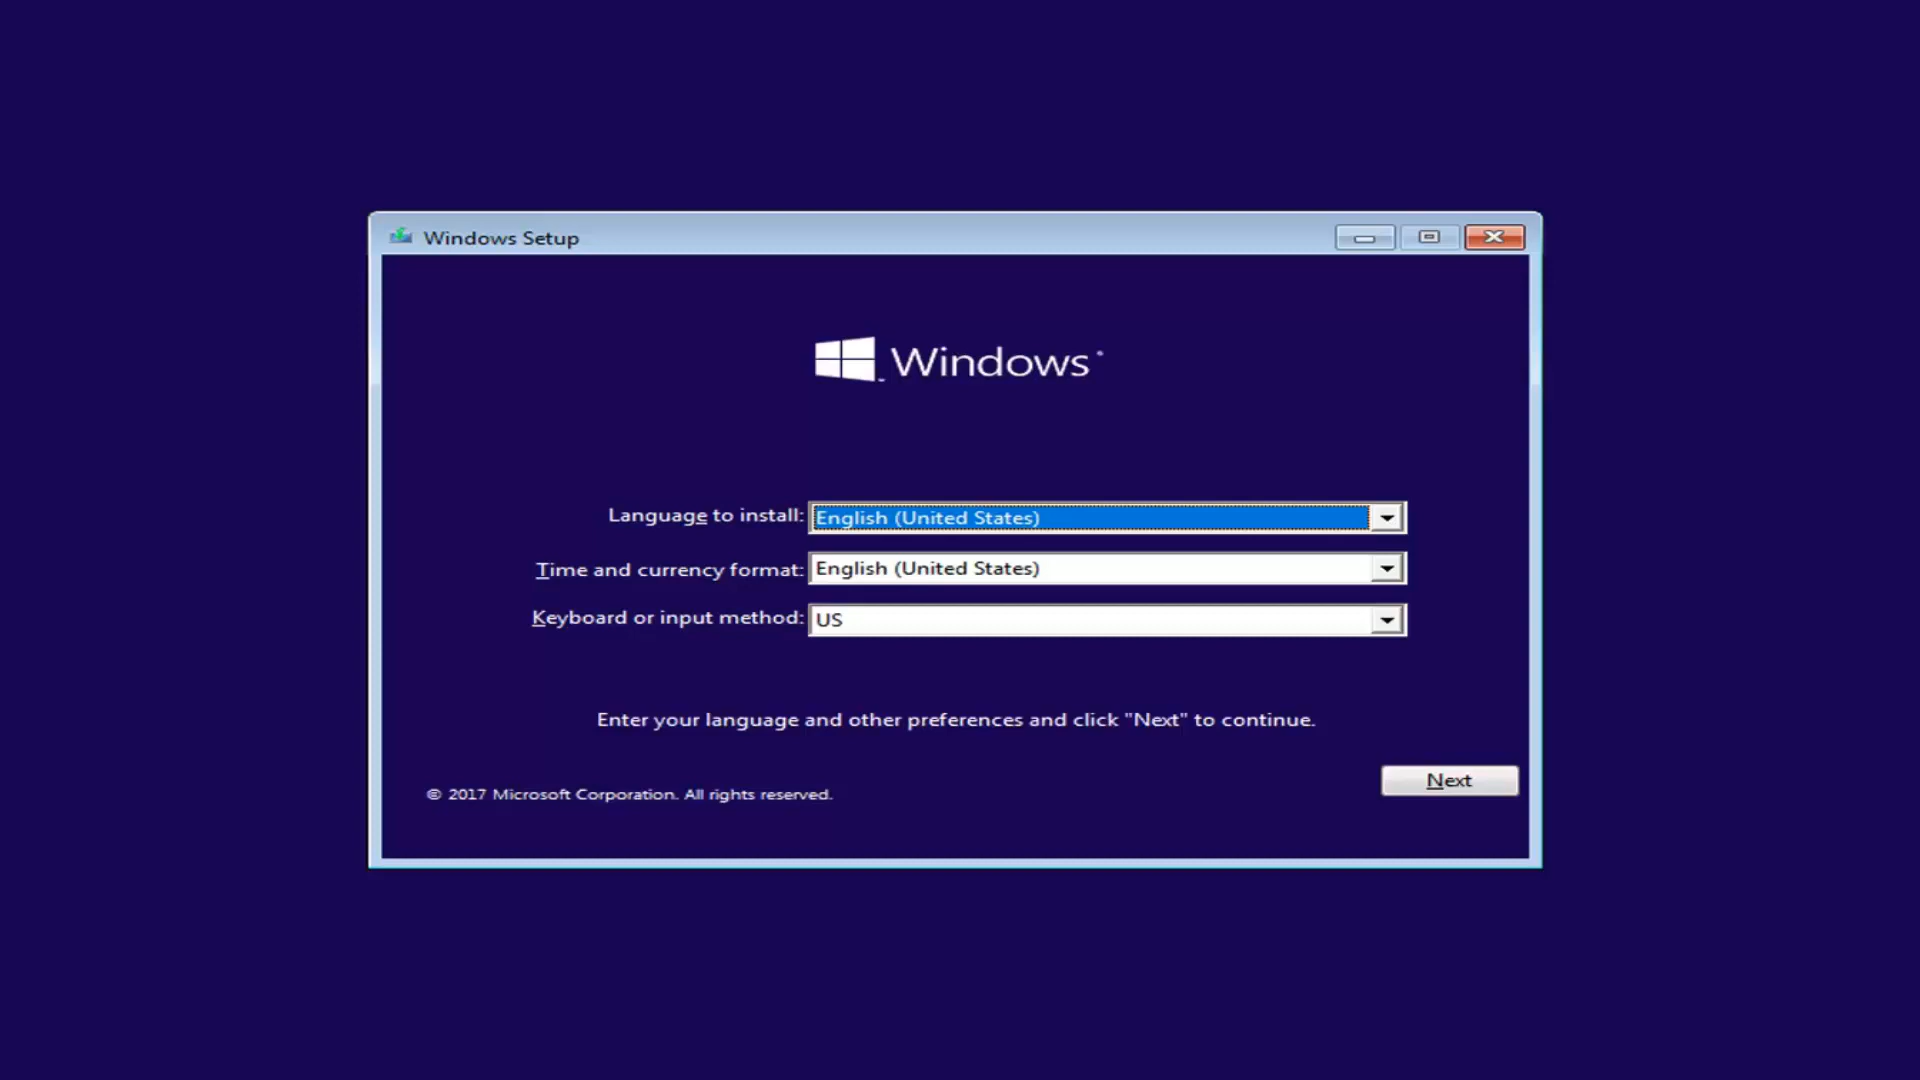 Windows Setup
Windows
Language to install: English (United States)
Time and currency format: English (United States)
Keyboard or input method: US
Enter your language and other preferences and click "Next" to continue.
Next
© 2017 Microsoft Corporation. All rights reserved.